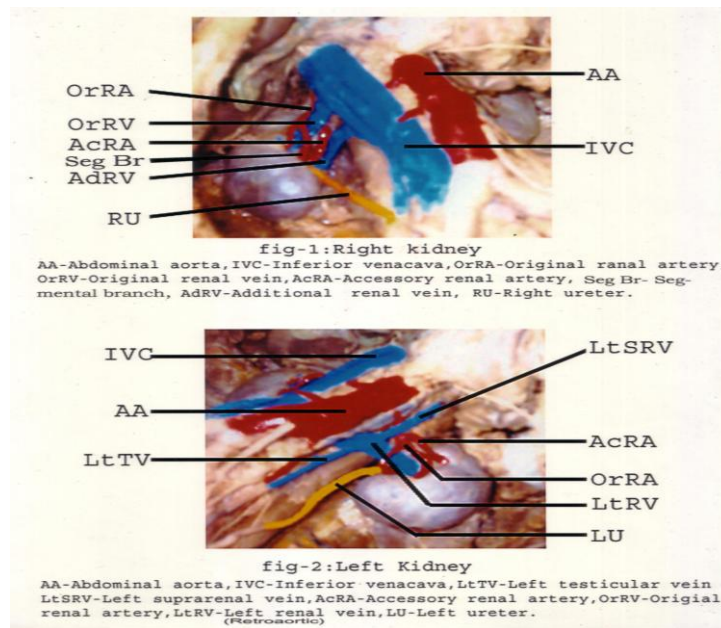 OrRA
AA
OrRV
AcRA
IVC
Seg Br
AdRV
RU
fig-1:Right kidney
AA-Abdominal aorta,IVC-Inferior venacava,OrRA-Original ranal artery
OrRV-Original renal vein,AcRA-Accessory renal artery, Seg Br- Seg-
mental branch, AdRV-Additional renal vein, RU-Right ureter.
IVC
LtSRV
AA
AcRA
LtTV
OrRA
LtRV
LU
fig-2:Left Kidney
AA-Abdominal aorta,IVC-Inferior venacava,LtTV-Left testicular vein
LtSRV-Left suprarenal vein,AcRA-Accessory renal artery,OrRV-Origial
renal artery,LtRV-Left renal vein,LU-Left ureter.
(Retroaortic)